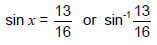 sin x = 13/16 or sin⁻¹ 13/16